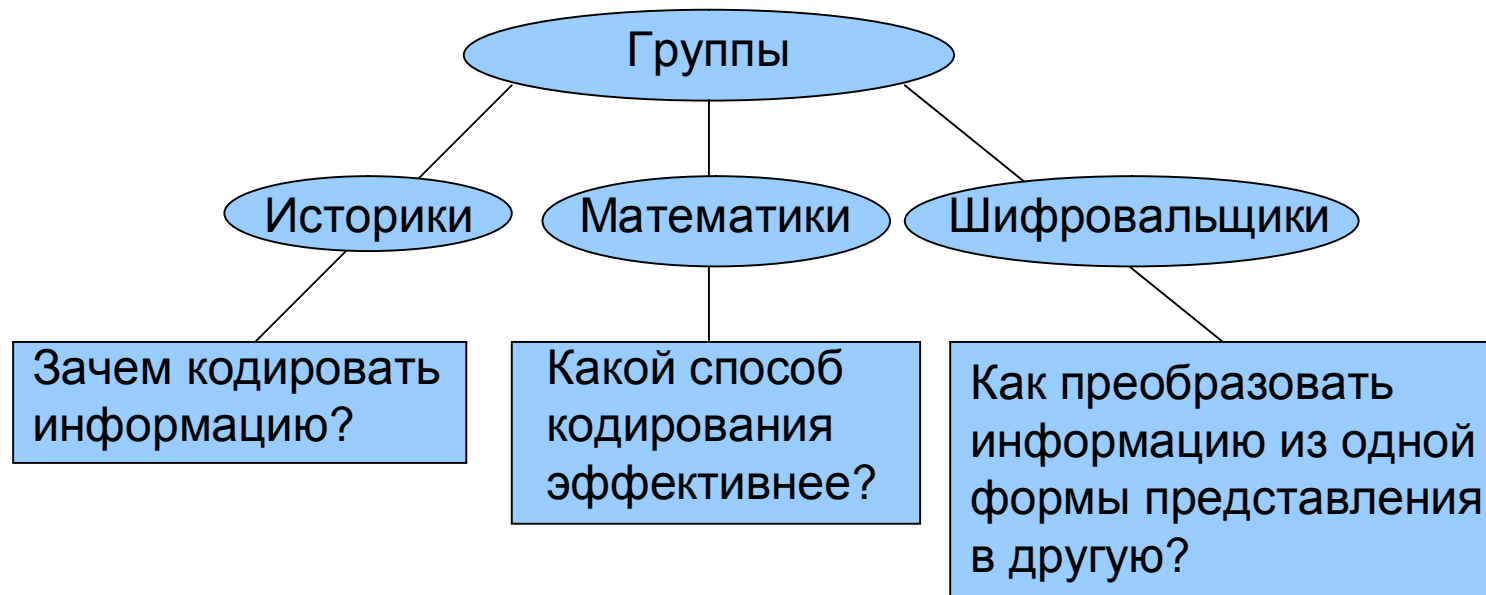 Группы
Историки
Математики
Шифровальщики
Зачем кодировать
информацию?
Какой способ
кодирования
эффективнее?
Как преобразовать
информацию из одной
формы представления
в другую?